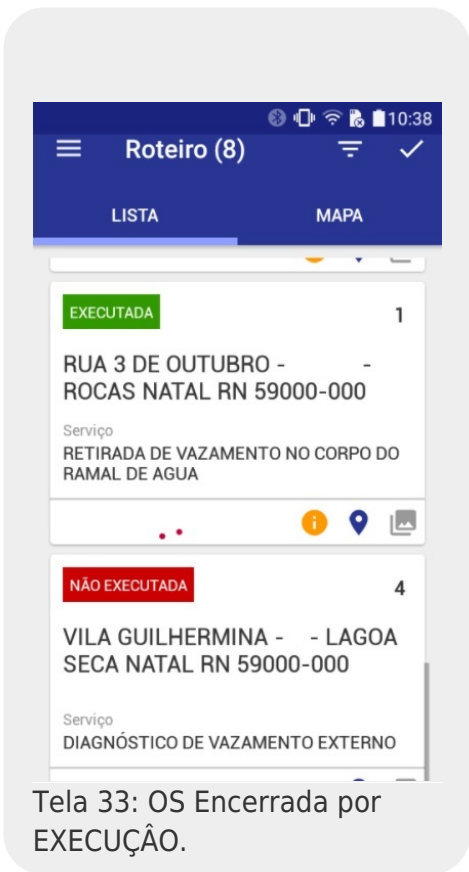 10:38
Roteiro (8)
LISTA MAPA
EXECUTADA 1
RUA 3 DE OUTUBRO - -
ROCAS NATAL RN 59000-000
Serviço
RETIRADA DE VAZAMENTO NO CORPO DO
RAMAL DE AGUA
NÃO EXECUTADA 4
VILA GUILHERMINA - - LAGOA
SECA NATAL RN 59000-000
Serviço
DIAGNÓSTICO DE VAZAMENTO EXTERNO
Tela 33: OS Encerrada por
EXECUÇÂO.